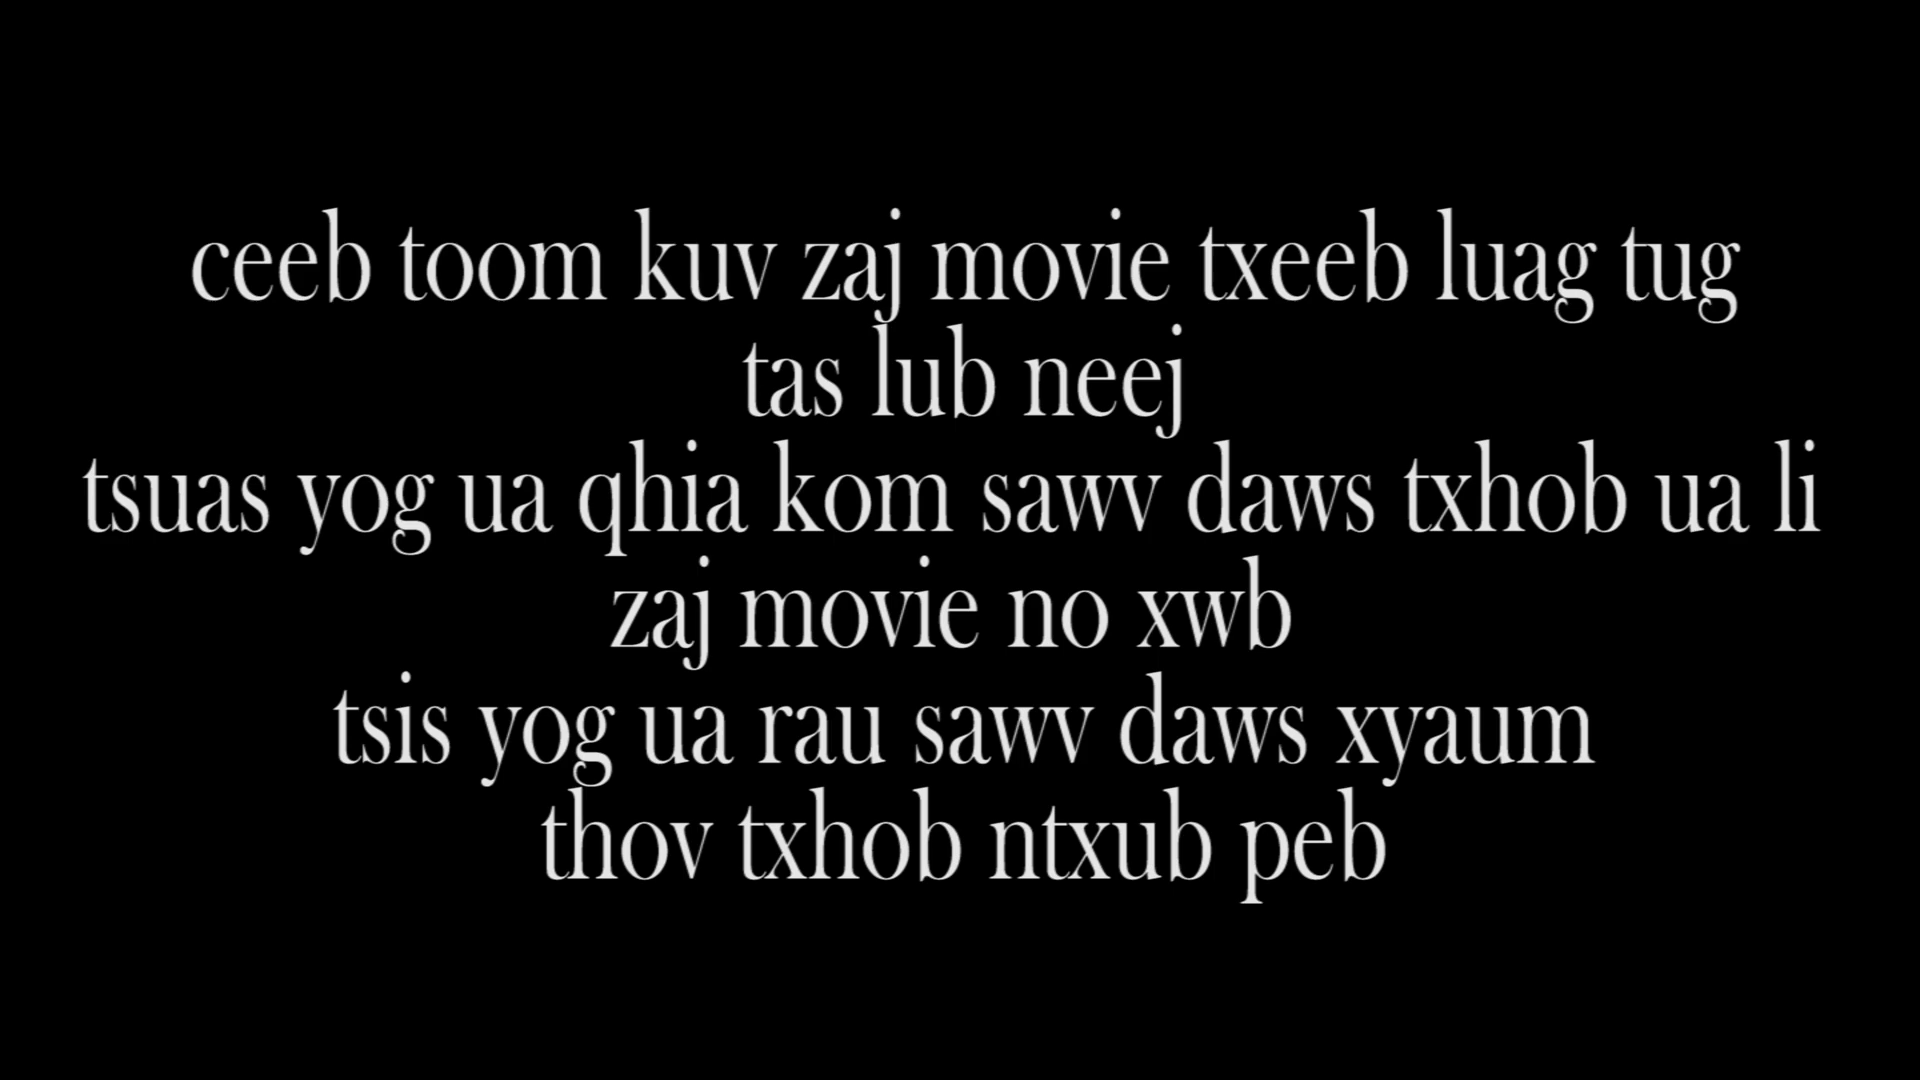 ceeb toom kuv zaj movie txeeb luag tug
tas lub neej
tsuas yog ua qhia kom sawv daws txhob ua li
zaj movie no xwb
tsis yog ua rau sawv daws xyaum
thov txhob ntxub peb